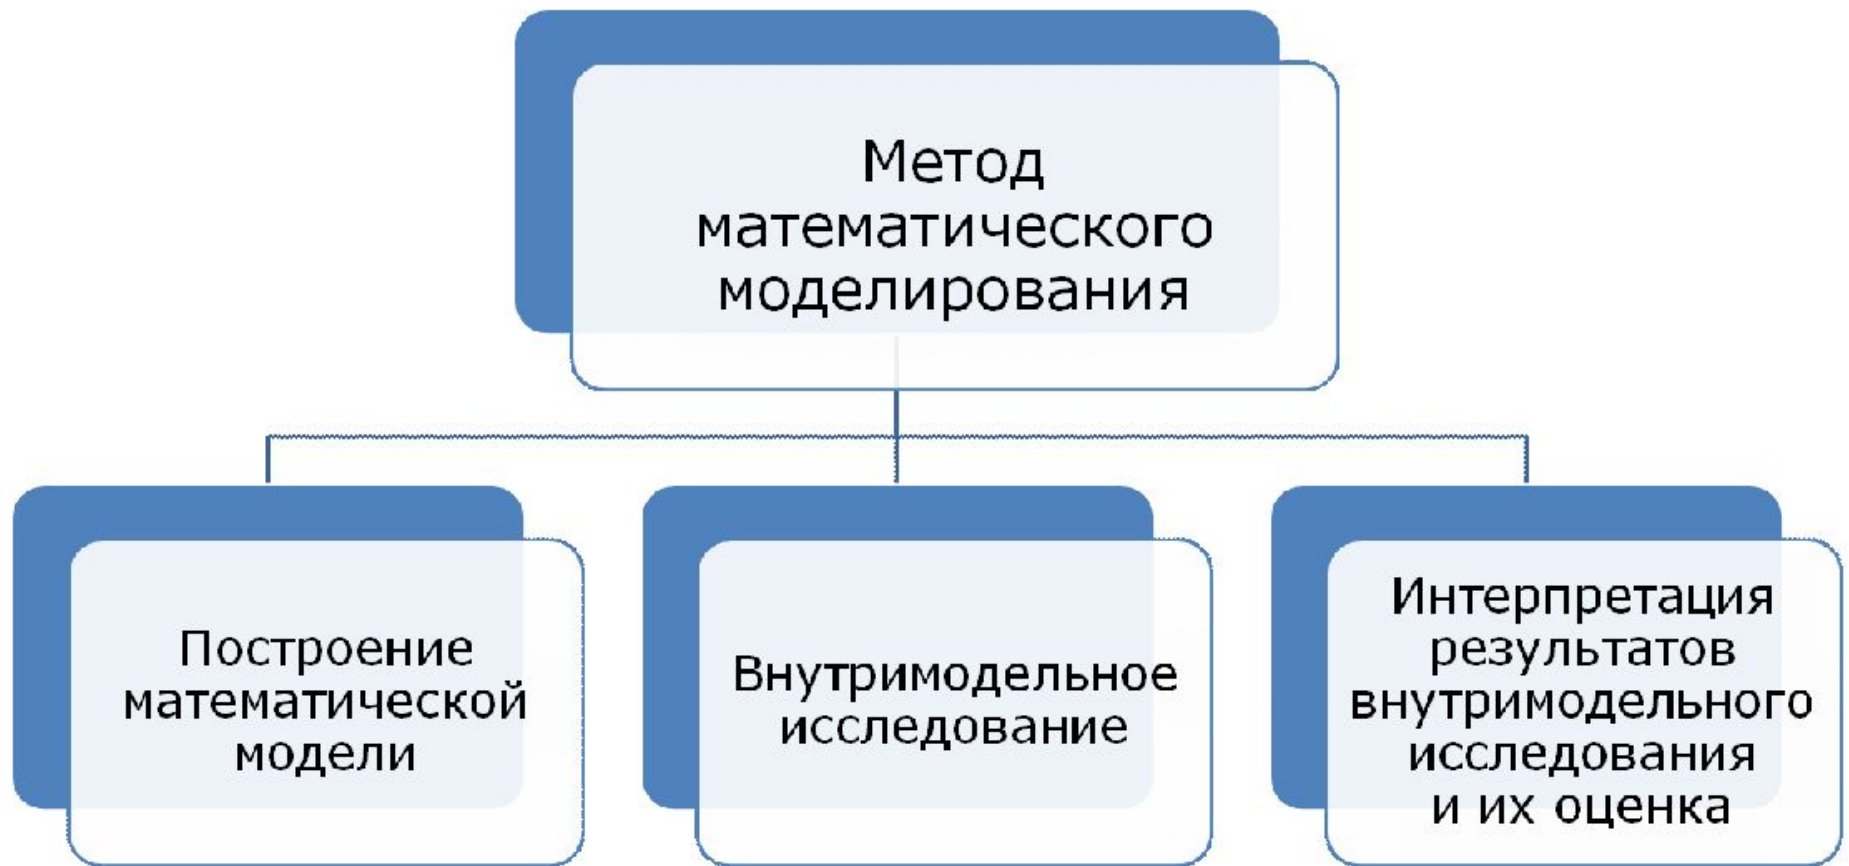 Метод
математического
моделирования
Построение
математической
модели
Внутримодельное
исследование
Интерпретация
результатов
внутримодельного
исследования
и их оценка